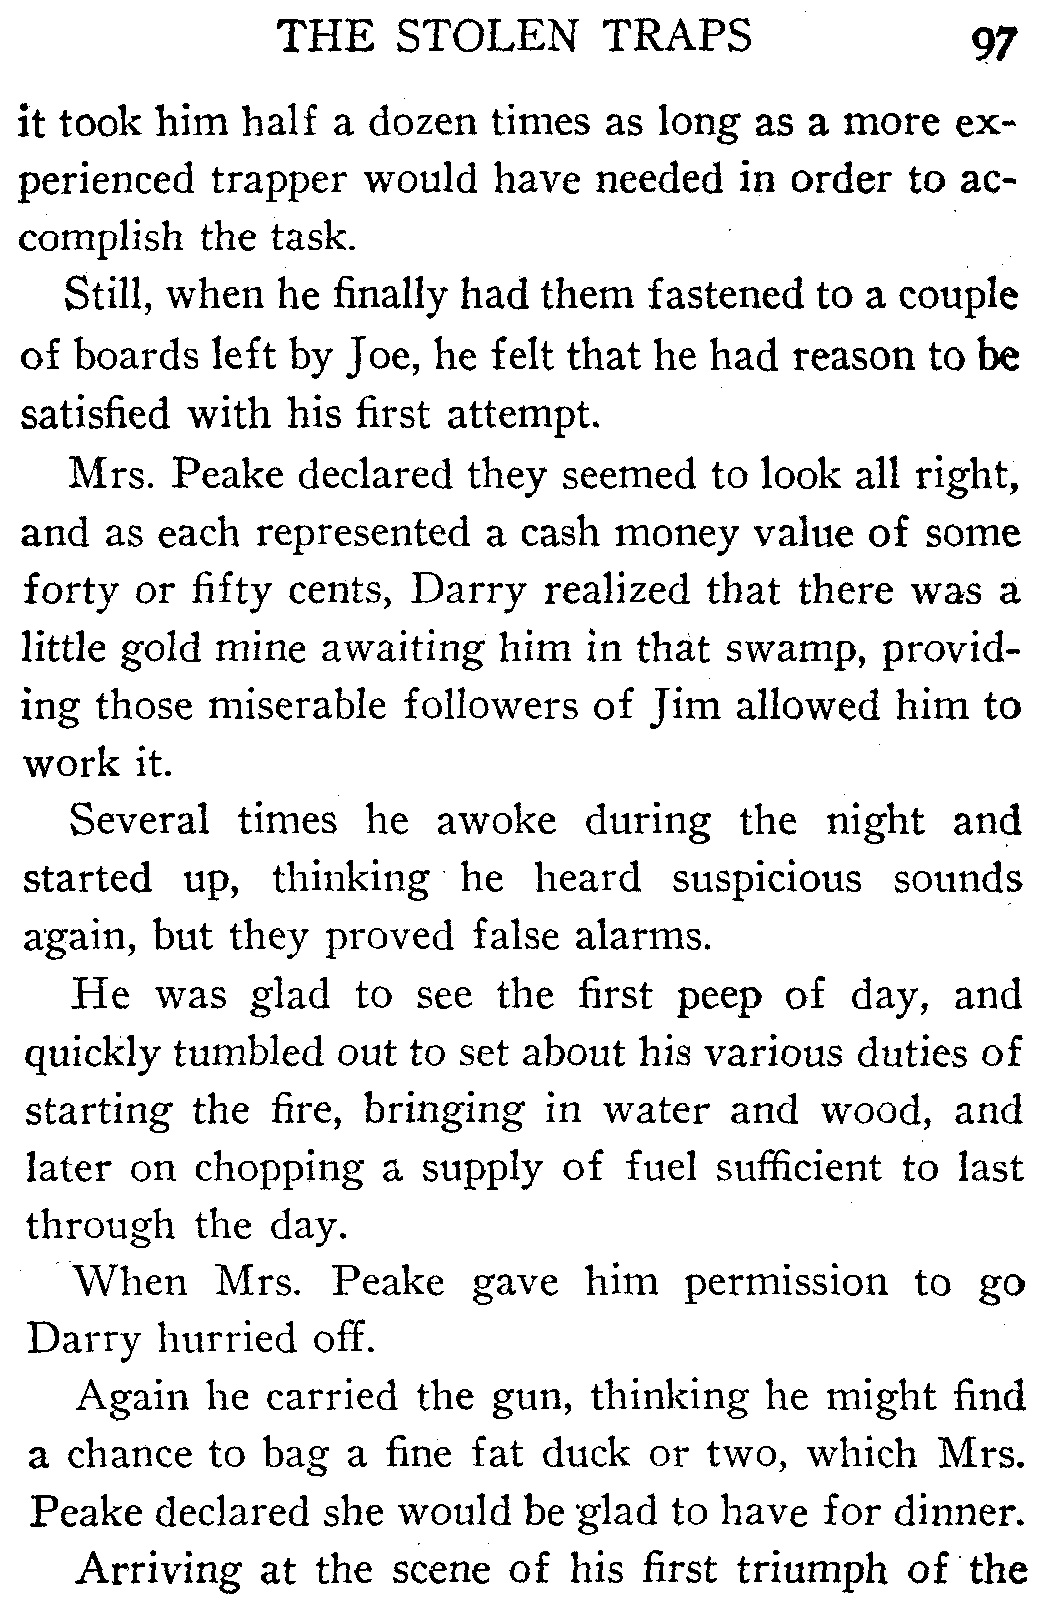 THE STOLEN TRAPS 97
it took him half a dozen times as long as a more ex-
perienced trapper would have needed in order to ac-
complish the task.
Still, when he finally had them fastened to a couple
of boards left by Joe, he felt that he had reason to be
satisfied with his first attempt.
Mrs. Peake declared they seemed to look all right,
and as each represented a cash money value of some
forty or fifty cents, Darry realized that there was a
little gold mine awaiting him in that swamp, provid-
ing those miserable followers of Jim allowed him to
work it.
Several times he awoke during the night and
started up, thinking he heard suspicious sounds
again, but they proved false alarms.
He was glad to see the first peep of day, and
quickly tumbled out to set about his various duties of
starting the fire, bringing in water and wood, and
later on chopping a supply of fuel sufficient to last
through the day.
When Mrs. Peake gave him permission to go
Darry hurried off.
Again he carried the gun, thinking he might find
a chance to bag a fine fat duck or two, which Mrs.
Peake declared she would be glad to have for dinner.
Arriving at the scene of his first triumph of the